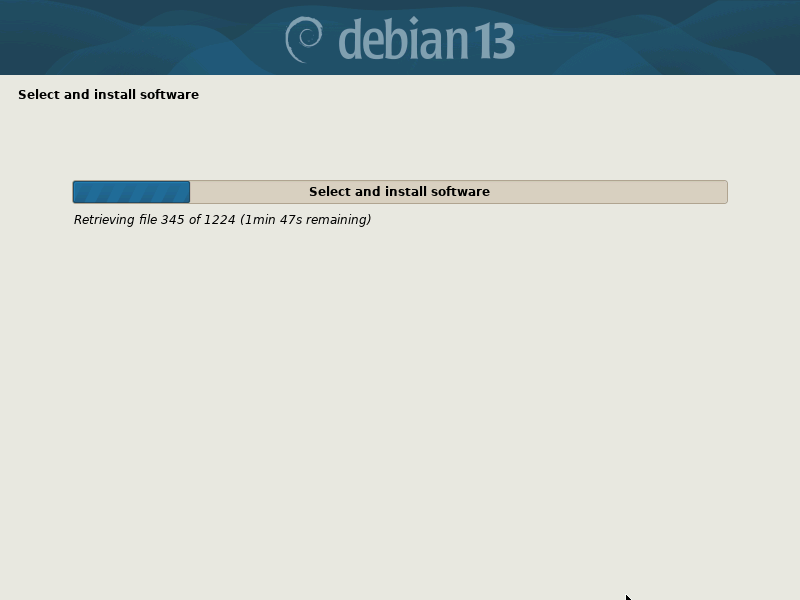 debian 13
Select and install software
Select and install software
Retrieving file 345 of 1224 (1min 47s remaining)